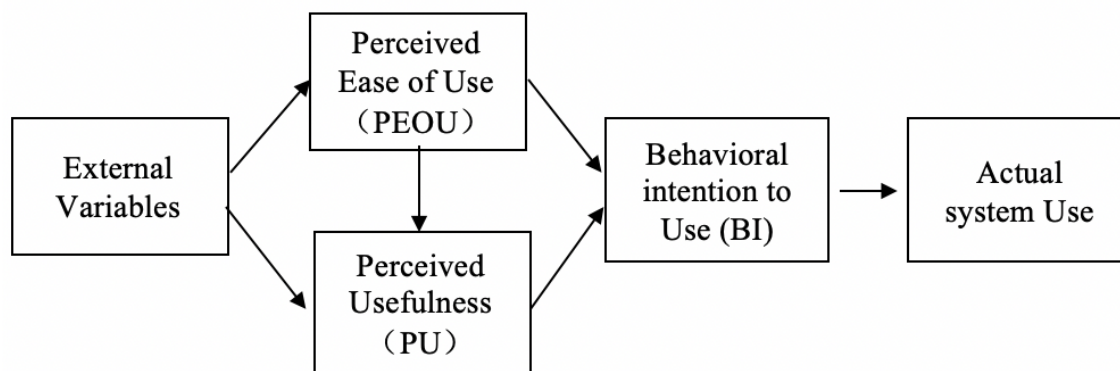 External
Variables
Perceived
Ease of Use
（PEOU）
Perceived
Usefulness
（PU）
Behavioral
intention to
Use (BI)
Actual
system Use